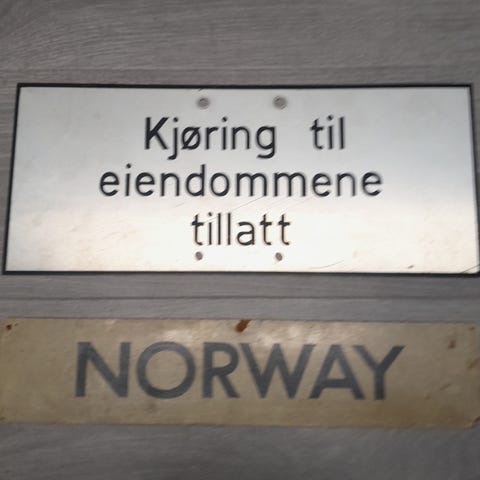 Kjøring til
eiendommene
tillatt
NORWAY